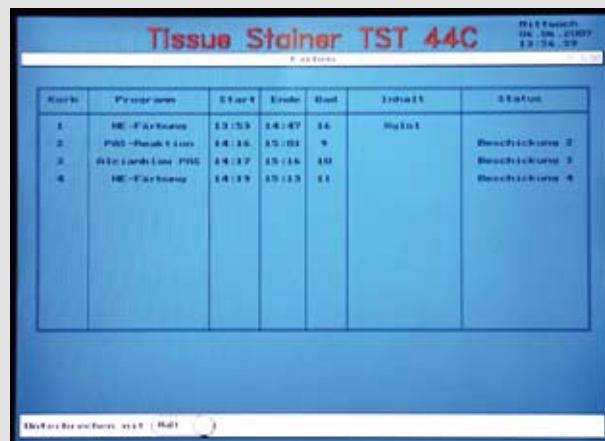 Tissue Stainer TST 44C
Mittwoch
06.06.2007
13:56.59
Färben
Korb Programm Start Ende Bad Inhalt Status
1 HE-Färbung 13:53 14:47 16 Xylol
2 PAS-Reaktion 14:16 15:01 9 Beschickung 2
3 Alcianblau PAS 14:17 15:16 10 Beschickung 3
4 HE-Färbung 14:19 15:13 11 Beschickung 4
Unterbrechen mit Halt